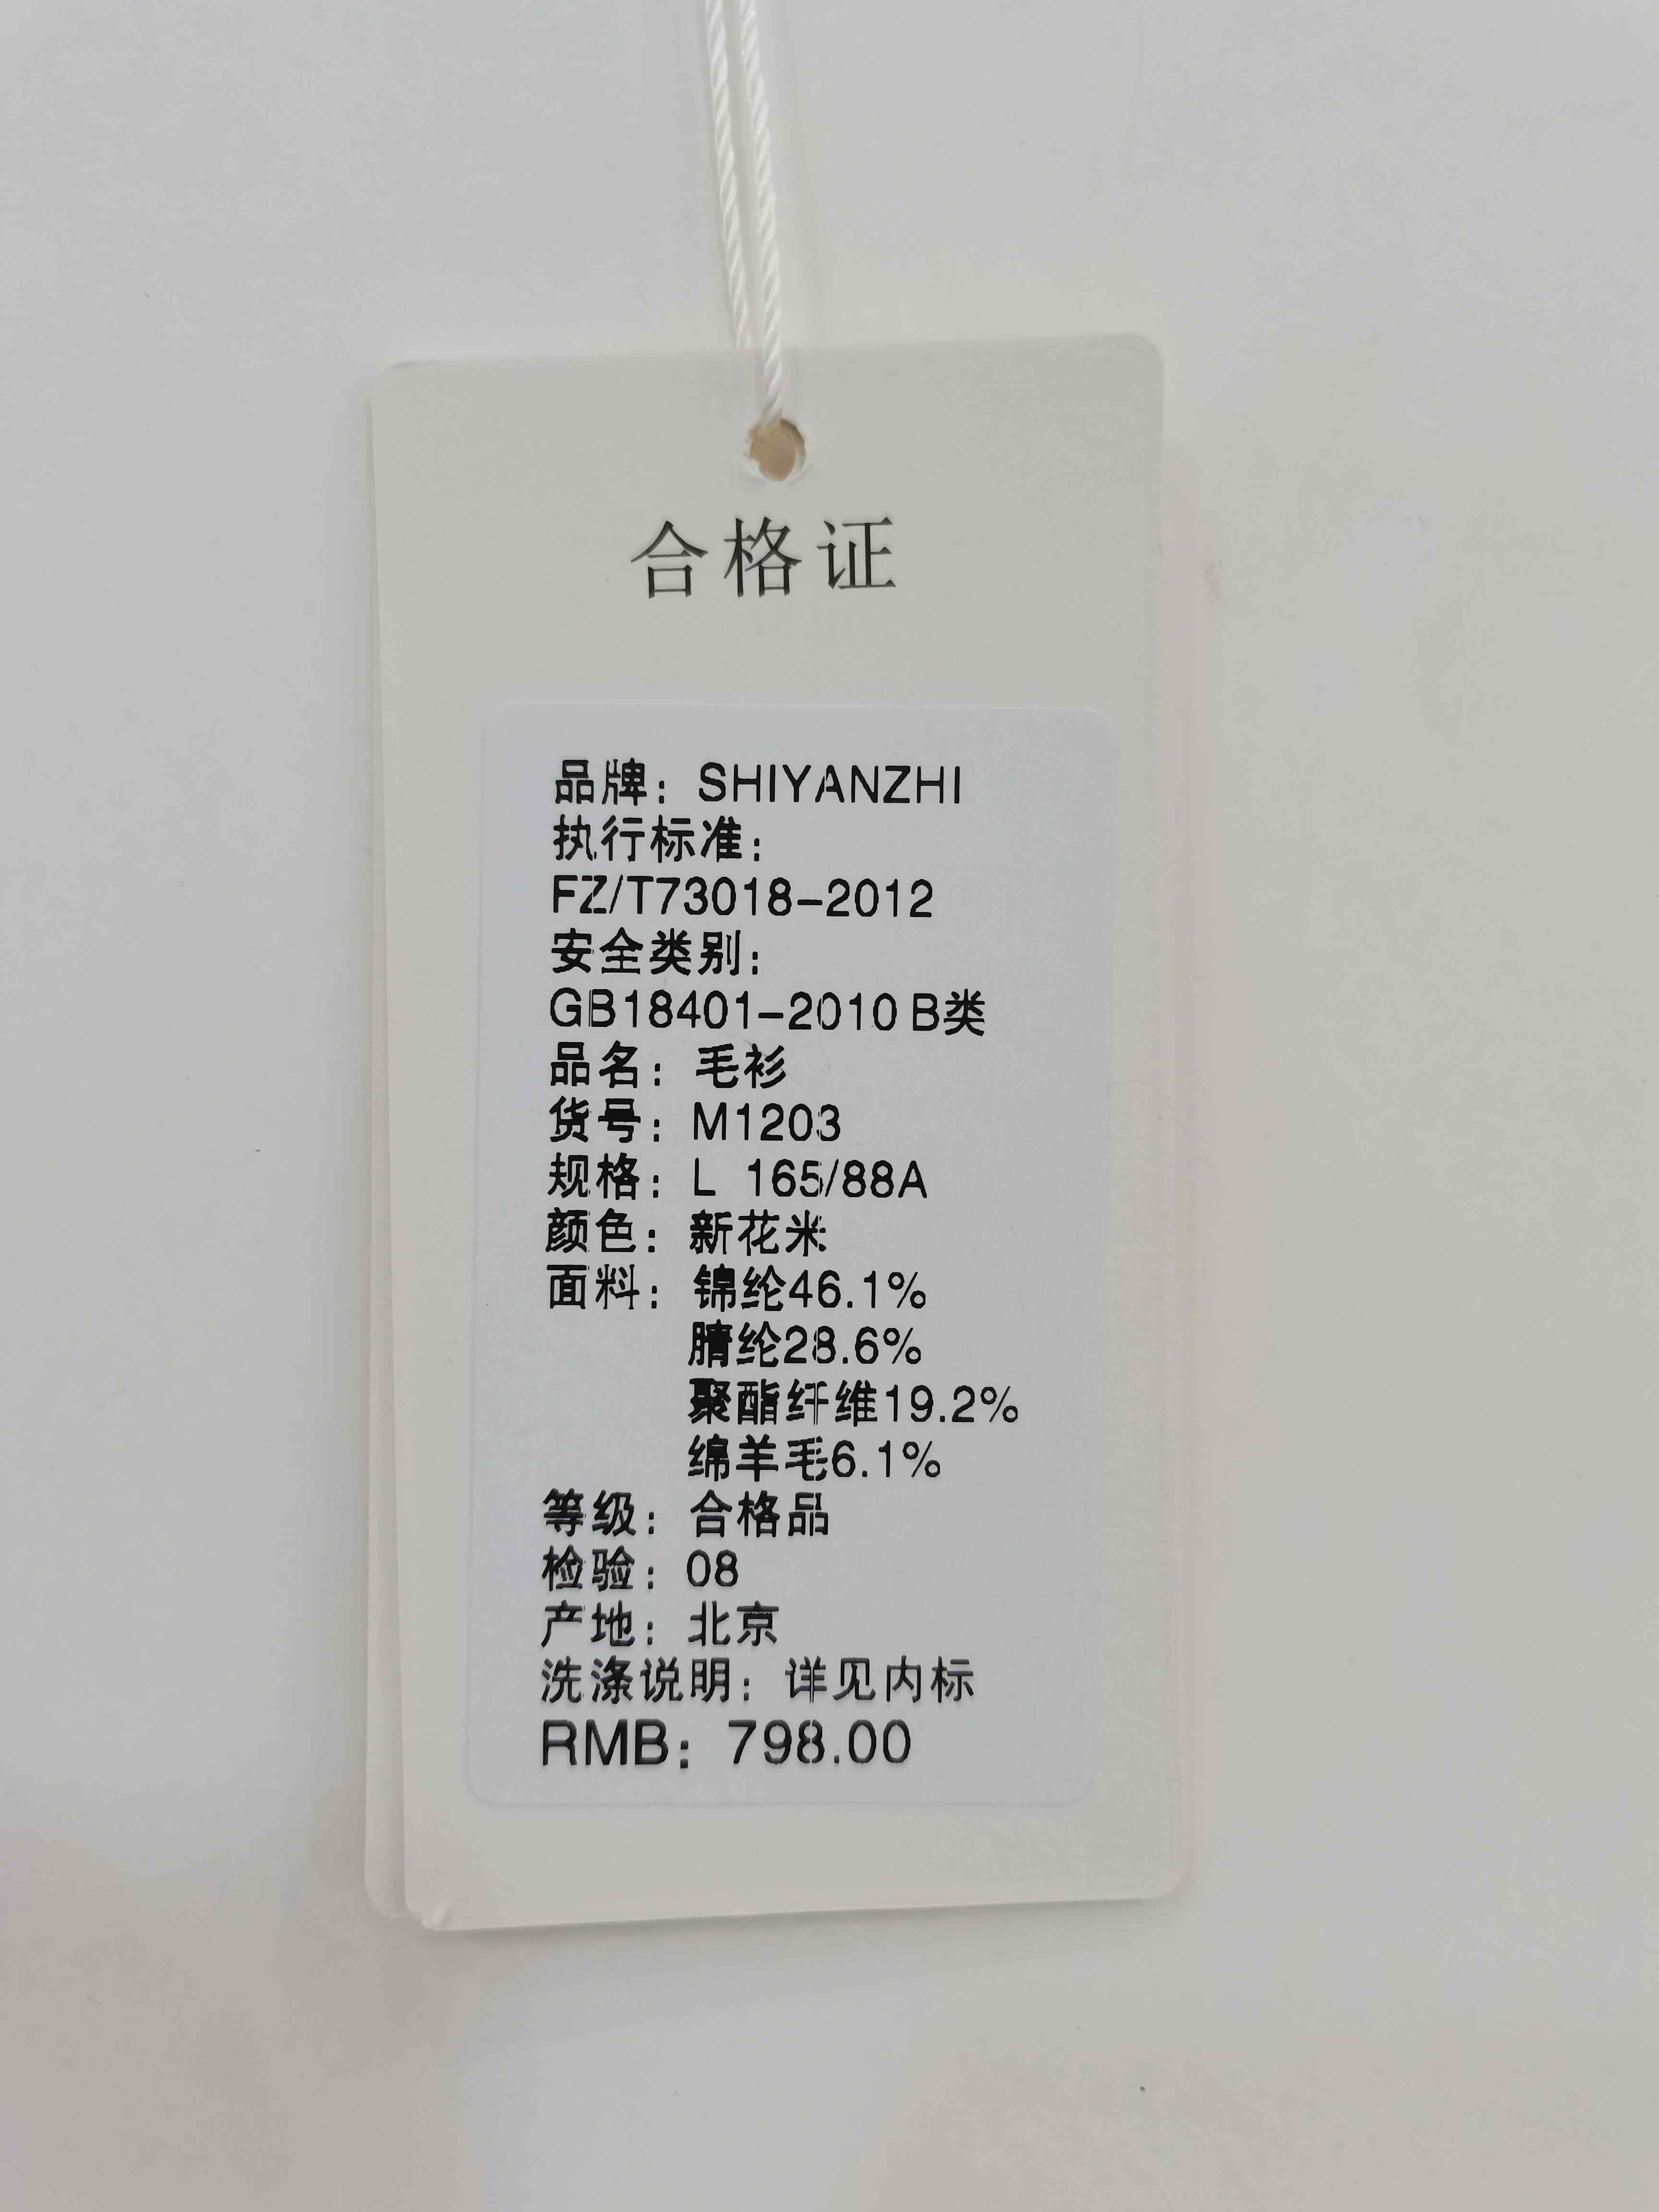 合格证
品牌：SHIYANZHI
执行标准：
FZ/T73018-2012
安全类别：
GB18401-2010 B类
品名：毛衫
货号：M1203
规格：L 165/88A
颜色：新花米
面料：锦纶46.1%
腈纶28.6%
聚酯纤维19.2%
绵羊毛6.1%
等级：合格品
检验：08
产地：北京
洗涤说明：详见内标
RMB：798.00